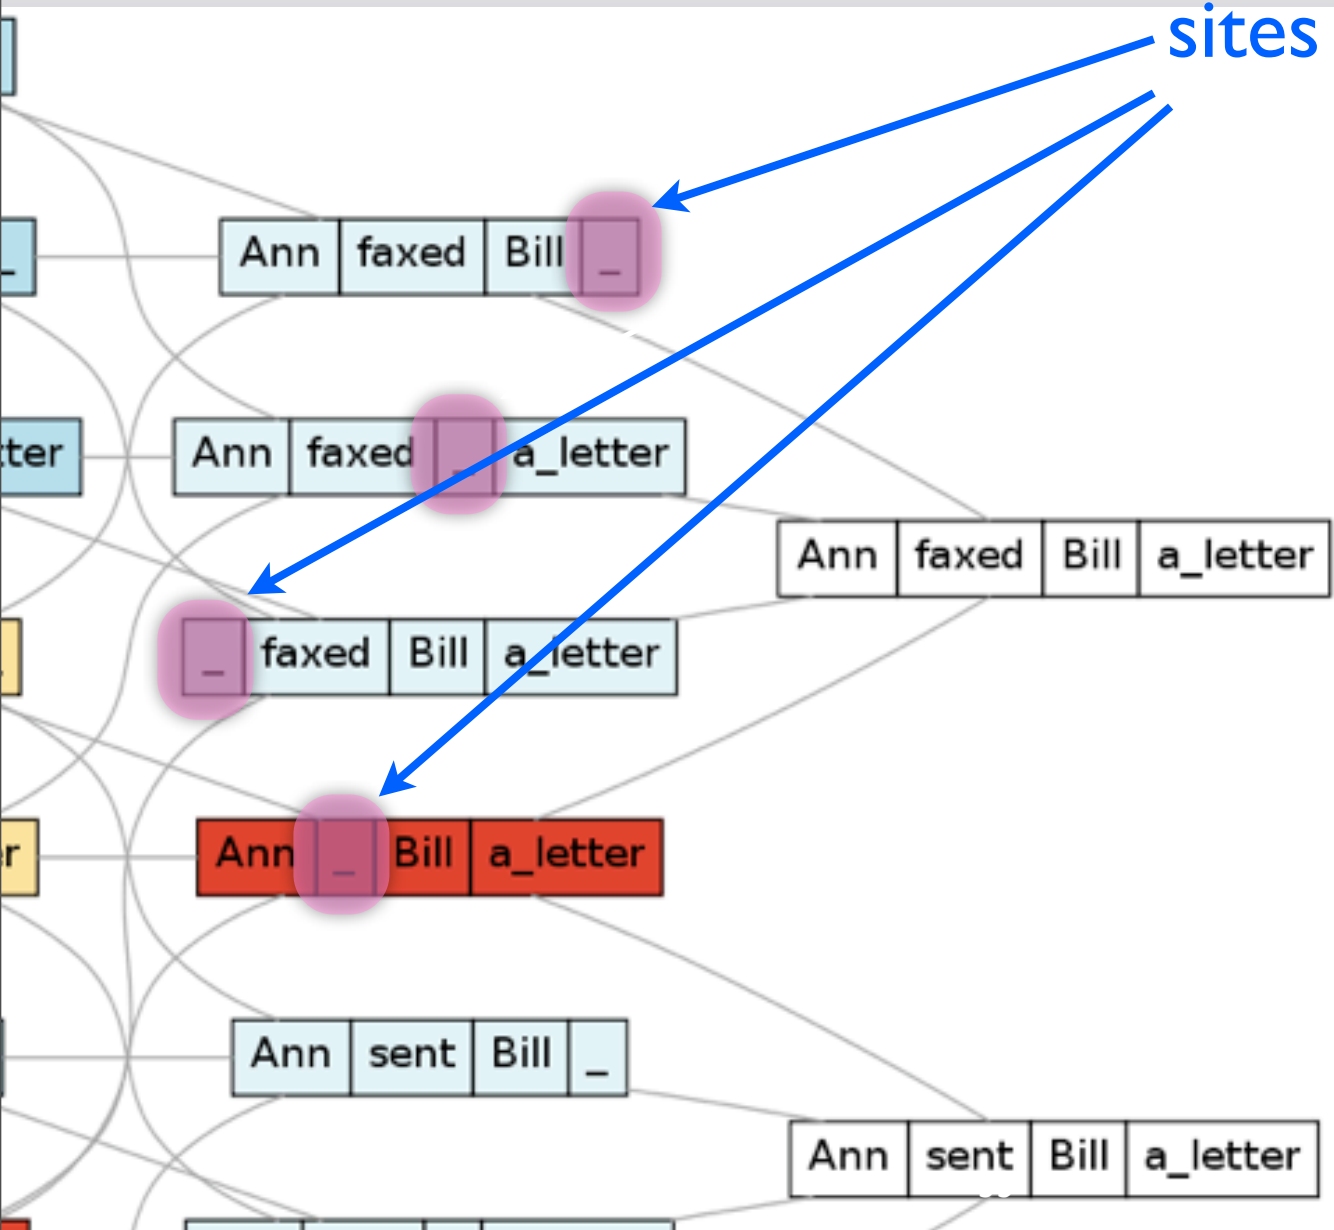 sites
_ Ann faxed Bill _
tter Ann faxed _ a_letter
Ann faxed Bill a_letter
_ faxed Bill a_letter
r Ann _ Bill a_letter
Ann sent Bill _
Ann sent Bill a_letter